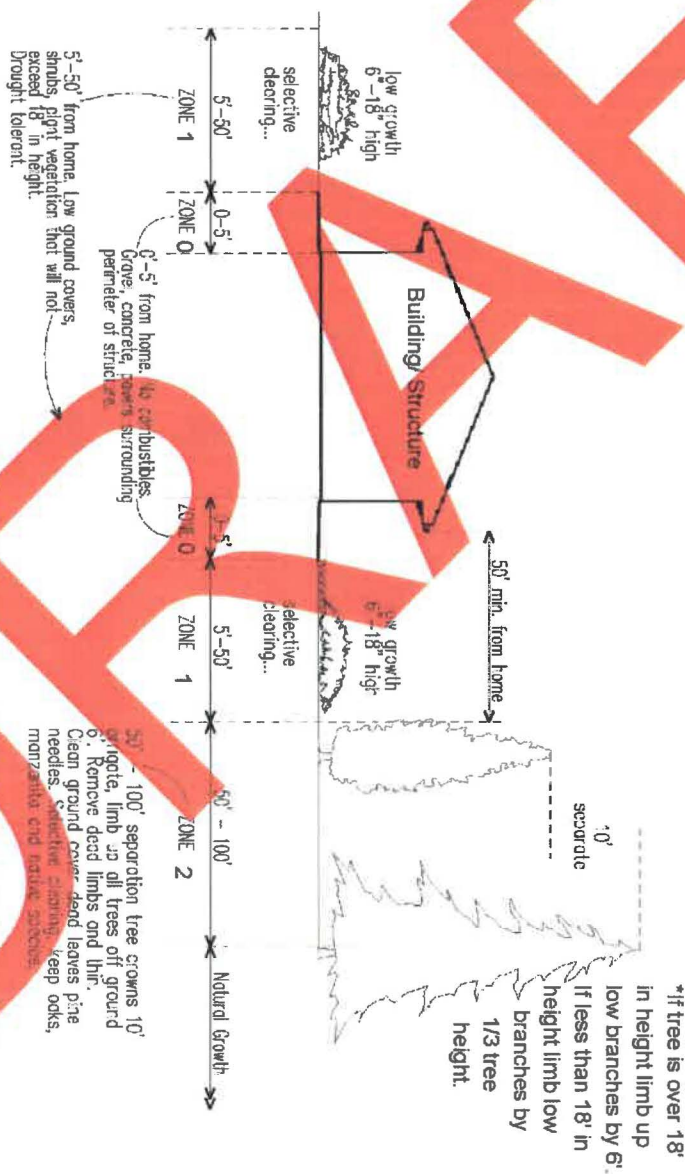 *If tree is over 18'
in height limb up
low branches by 6'.
If less than 18' in
height limb low
branches by
1/3 tree
height.
10'
separate
50' min. from home
low growth
6"-18" high
selective
clearing...
Building/ Structure
low growth
6"-18" high
selective
clearing...
5'-50'
ZONE 1
0-5'
ZONE 0
0-5'
ZONE 0
5'-50'
ZONE 1
50' - 100'
ZONE 2
Natural Growth
5'-50' from home. Low ground covers,
shrubs, plant vegetation that will not
exceed 18" in height.
Drought tolerant.
0'-5' from home. No combustibles.
Gravel, concrete, pavers surrounding
perimeter of structure.
50' - 100' separation tree crowns 10'
limb up all trees off ground
6'. Remove dead limbs and thin.
Clean ground cover dead leaves pine
needles. Selective clearing, keep oaks,
manzanita and native species.
DRAFT